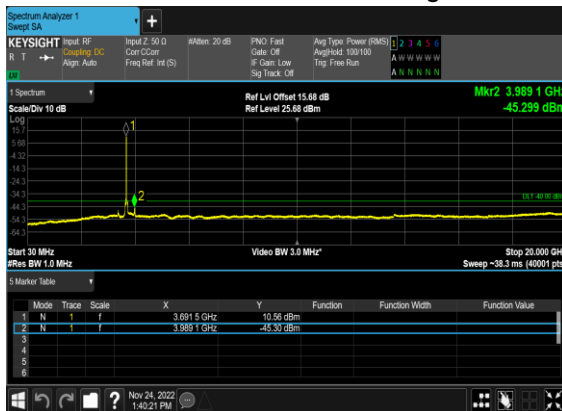 Spectrum Analyzer 1
Swept SA
KEYSIGHT Input: RF Input Z: 50 Ω #Atten: 20 dB PNO: Fast Avg Type: Power (RMS) 1 2 3 4 5 6
R T Coupling: DC Corr CCorr Gate: Off Avg|Hold: 100/100 A W W W W W
Align: Auto Freq Ref: Int (S) IF Gain: Low Trig: Free Run
Sig Track: Off A N N N N N
1 Spectrum Ref Lvl Offset 15.68 dB Mkr2 3.989 1 GHz
Scale/Div 10 dB Ref Level 25.68 dBm -45.299 dBm
Log
15.7
5.68
-4.32
-14.3
-24.3
-34.3
-44.3
-54.3
-64.3
1
2
Start 30 MHz Video BW 3.0 MHz* Stop 20.000 GH
#Res BW 1.0 MHz Sweep ~38.3 ms (40001 pts
5 Marker Table
Mode Trace Scale X Y Function Function Width Function Value
1 N 1 f 3.691 5 GHz 10.56 dBm
2 N 1 f 3.989 1 GHz -45.30 dBm
3
4
5
6
Nov 24, 2022
1:40:21 PM